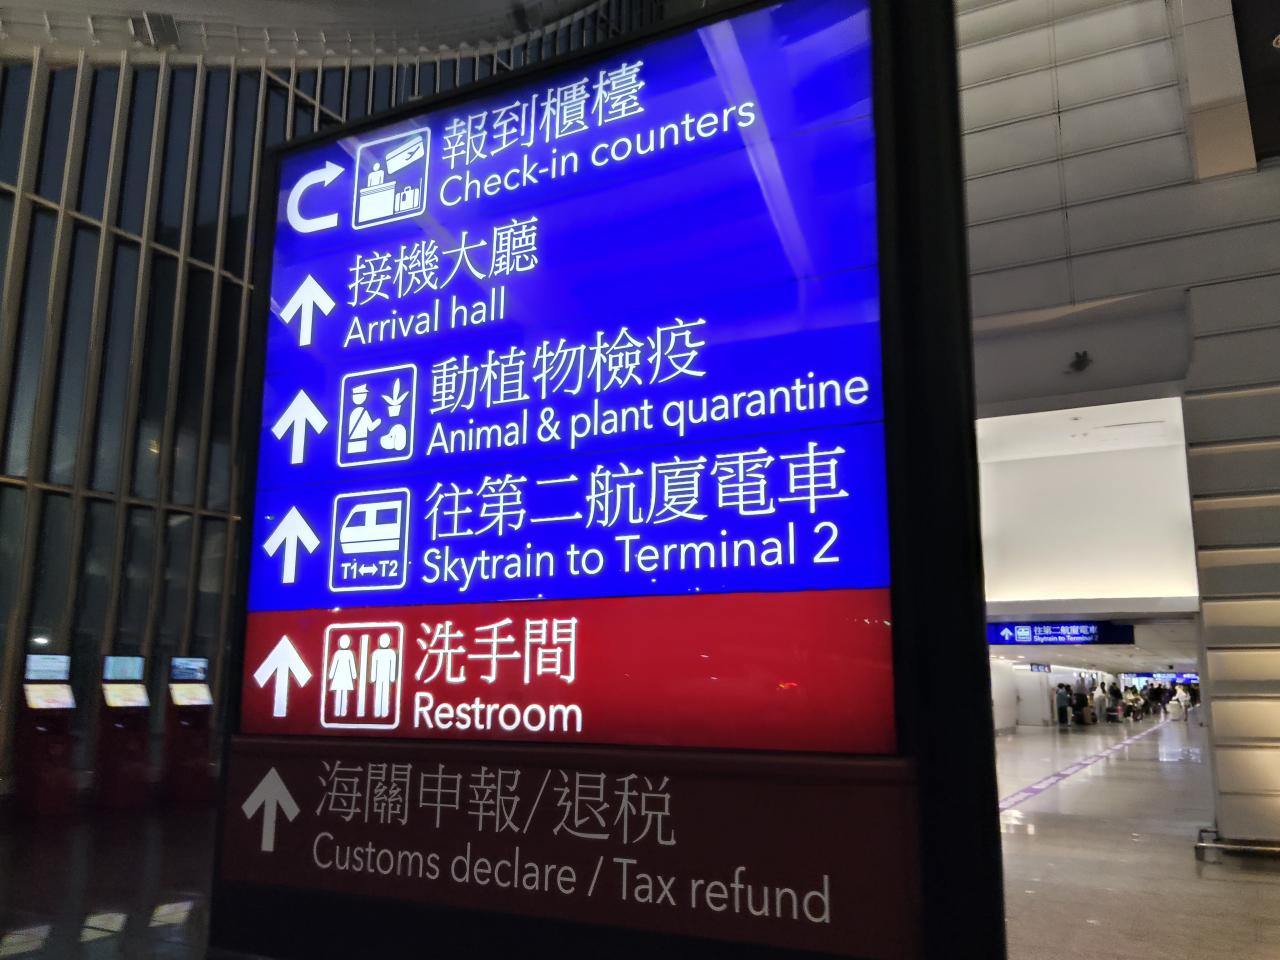 報到櫃檯
Check-in counters
接機大廳
Arrival hall
動植物檢疫
Animal & plant quarantine
往第二航廈電車
Skytrain to Terminal 2
T1↔T2
洗手間
Restroom
海關申報/退税
Customs declare / Tax refund
往第二航廈電車
Skytrain to Terminal 2